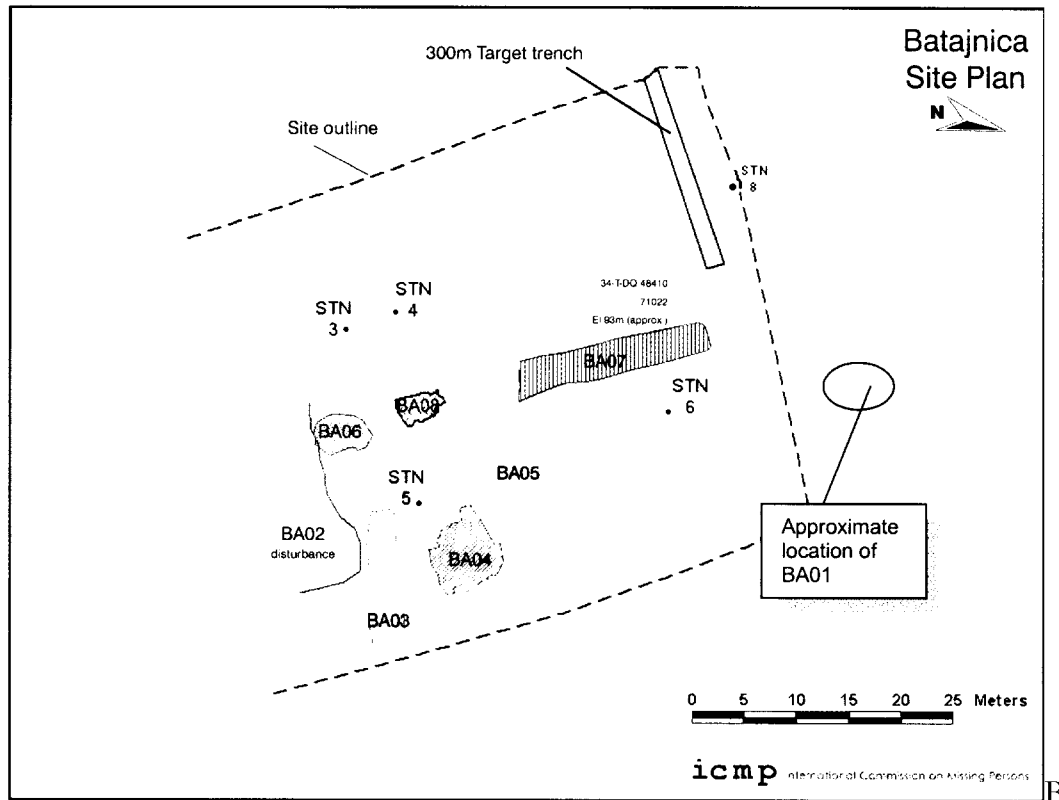 Batajnica
Site Plan
N
300m Target trench
Site outline
STN
8
34-T-DQ 48410
71022
El 93m (approx.)
STN
4
STN
3
BA07
STN
6
BA08
BA06
BA05
STN
5
BA02
disturbance
BA04
BA03
Approximate
location of
BA01
0 5 10 15 20 25 Meters
icmp International Commission on Missing Persons